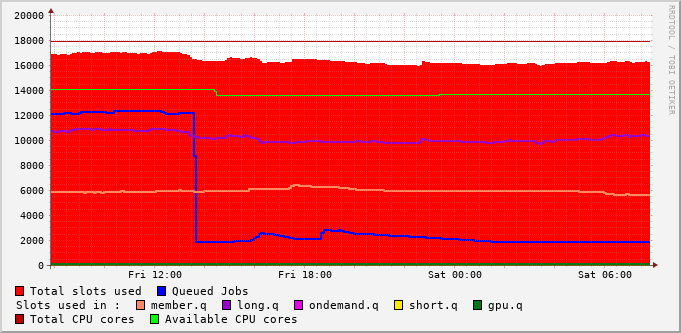 20000
18000
16000
14000
12000
10000
8000
6000
4000
2000
0
Fri 12:00 Fri 18:00 Sat 00:00 Sat 06:00
RRDTOOL / TOBI OETIKER
Total slots used Queued Jobs
Slots used in : member.q long.q ondemand.q short.q gpu.q
Total CPU cores Available CPU cores